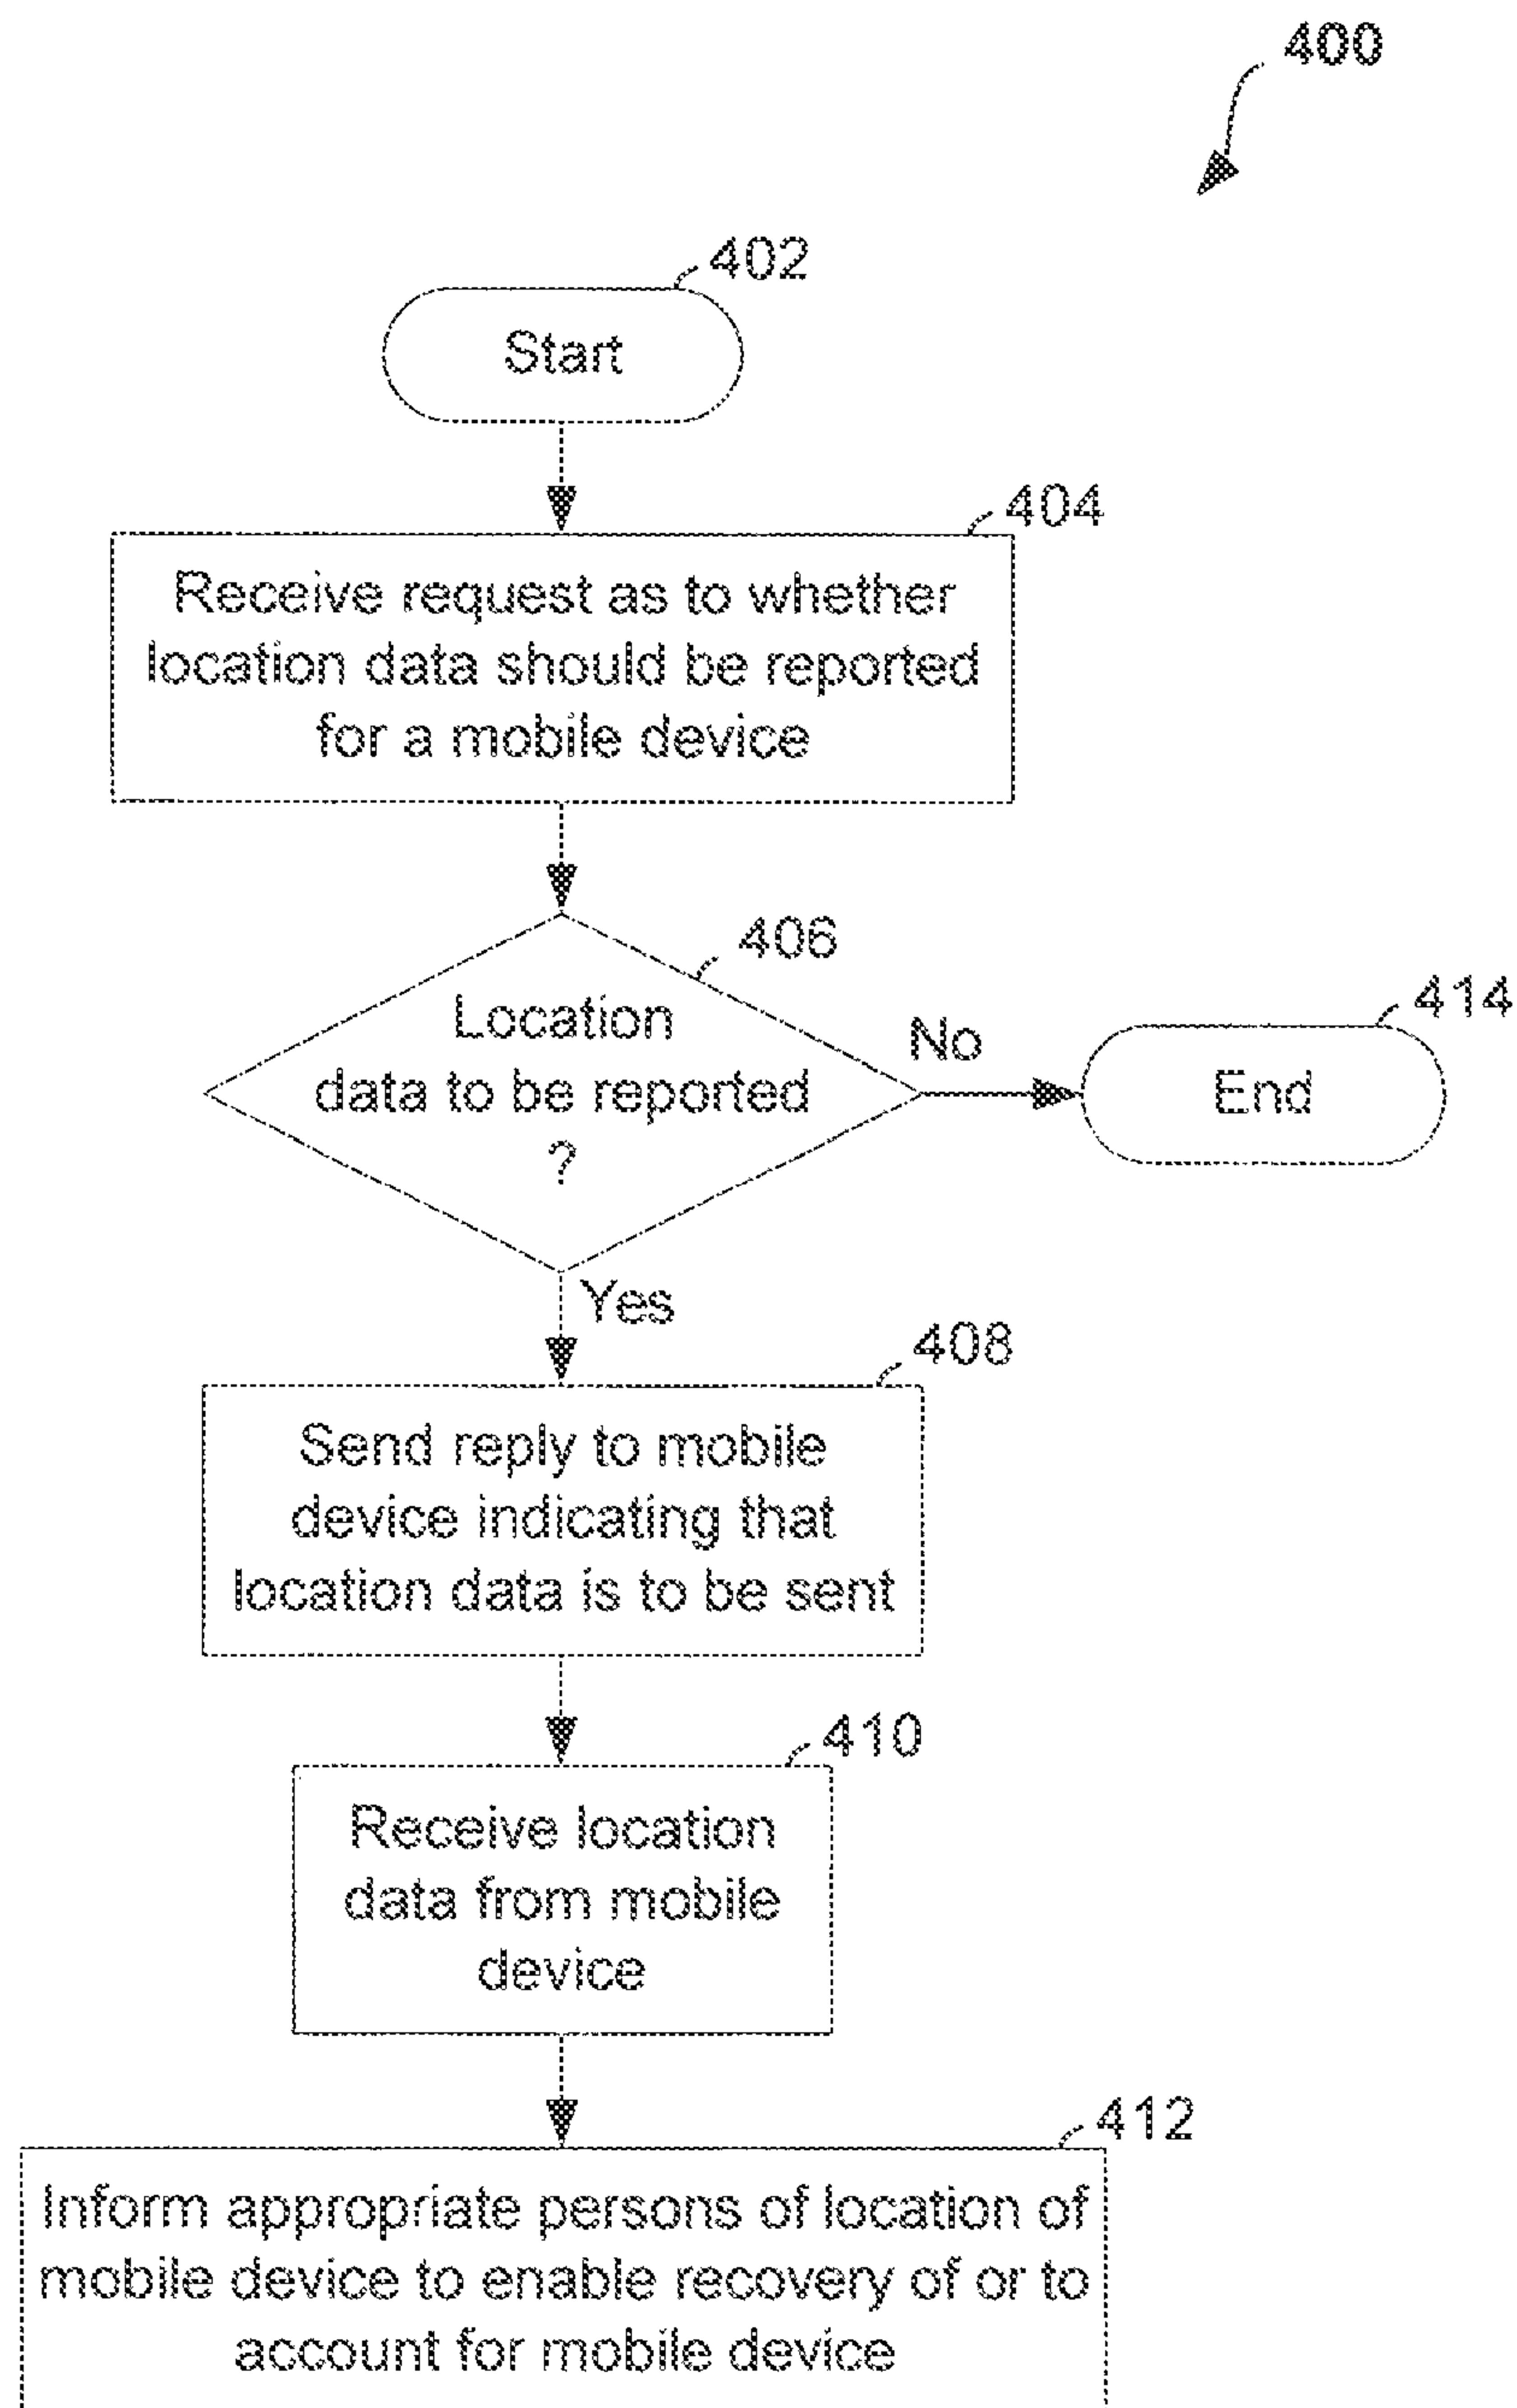 400
402
Start
404
Receive request as to whether
location data should be reported
for a mobile device
406
Location
data to be reported
?
No
414
End
Yes
408
Send reply to mobile
device indicating that
location data is to be sent
410
Receive location
data from mobile
device
412
Inform appropriate persons of location of
mobile device to enable recovery of or to
account for mobile device